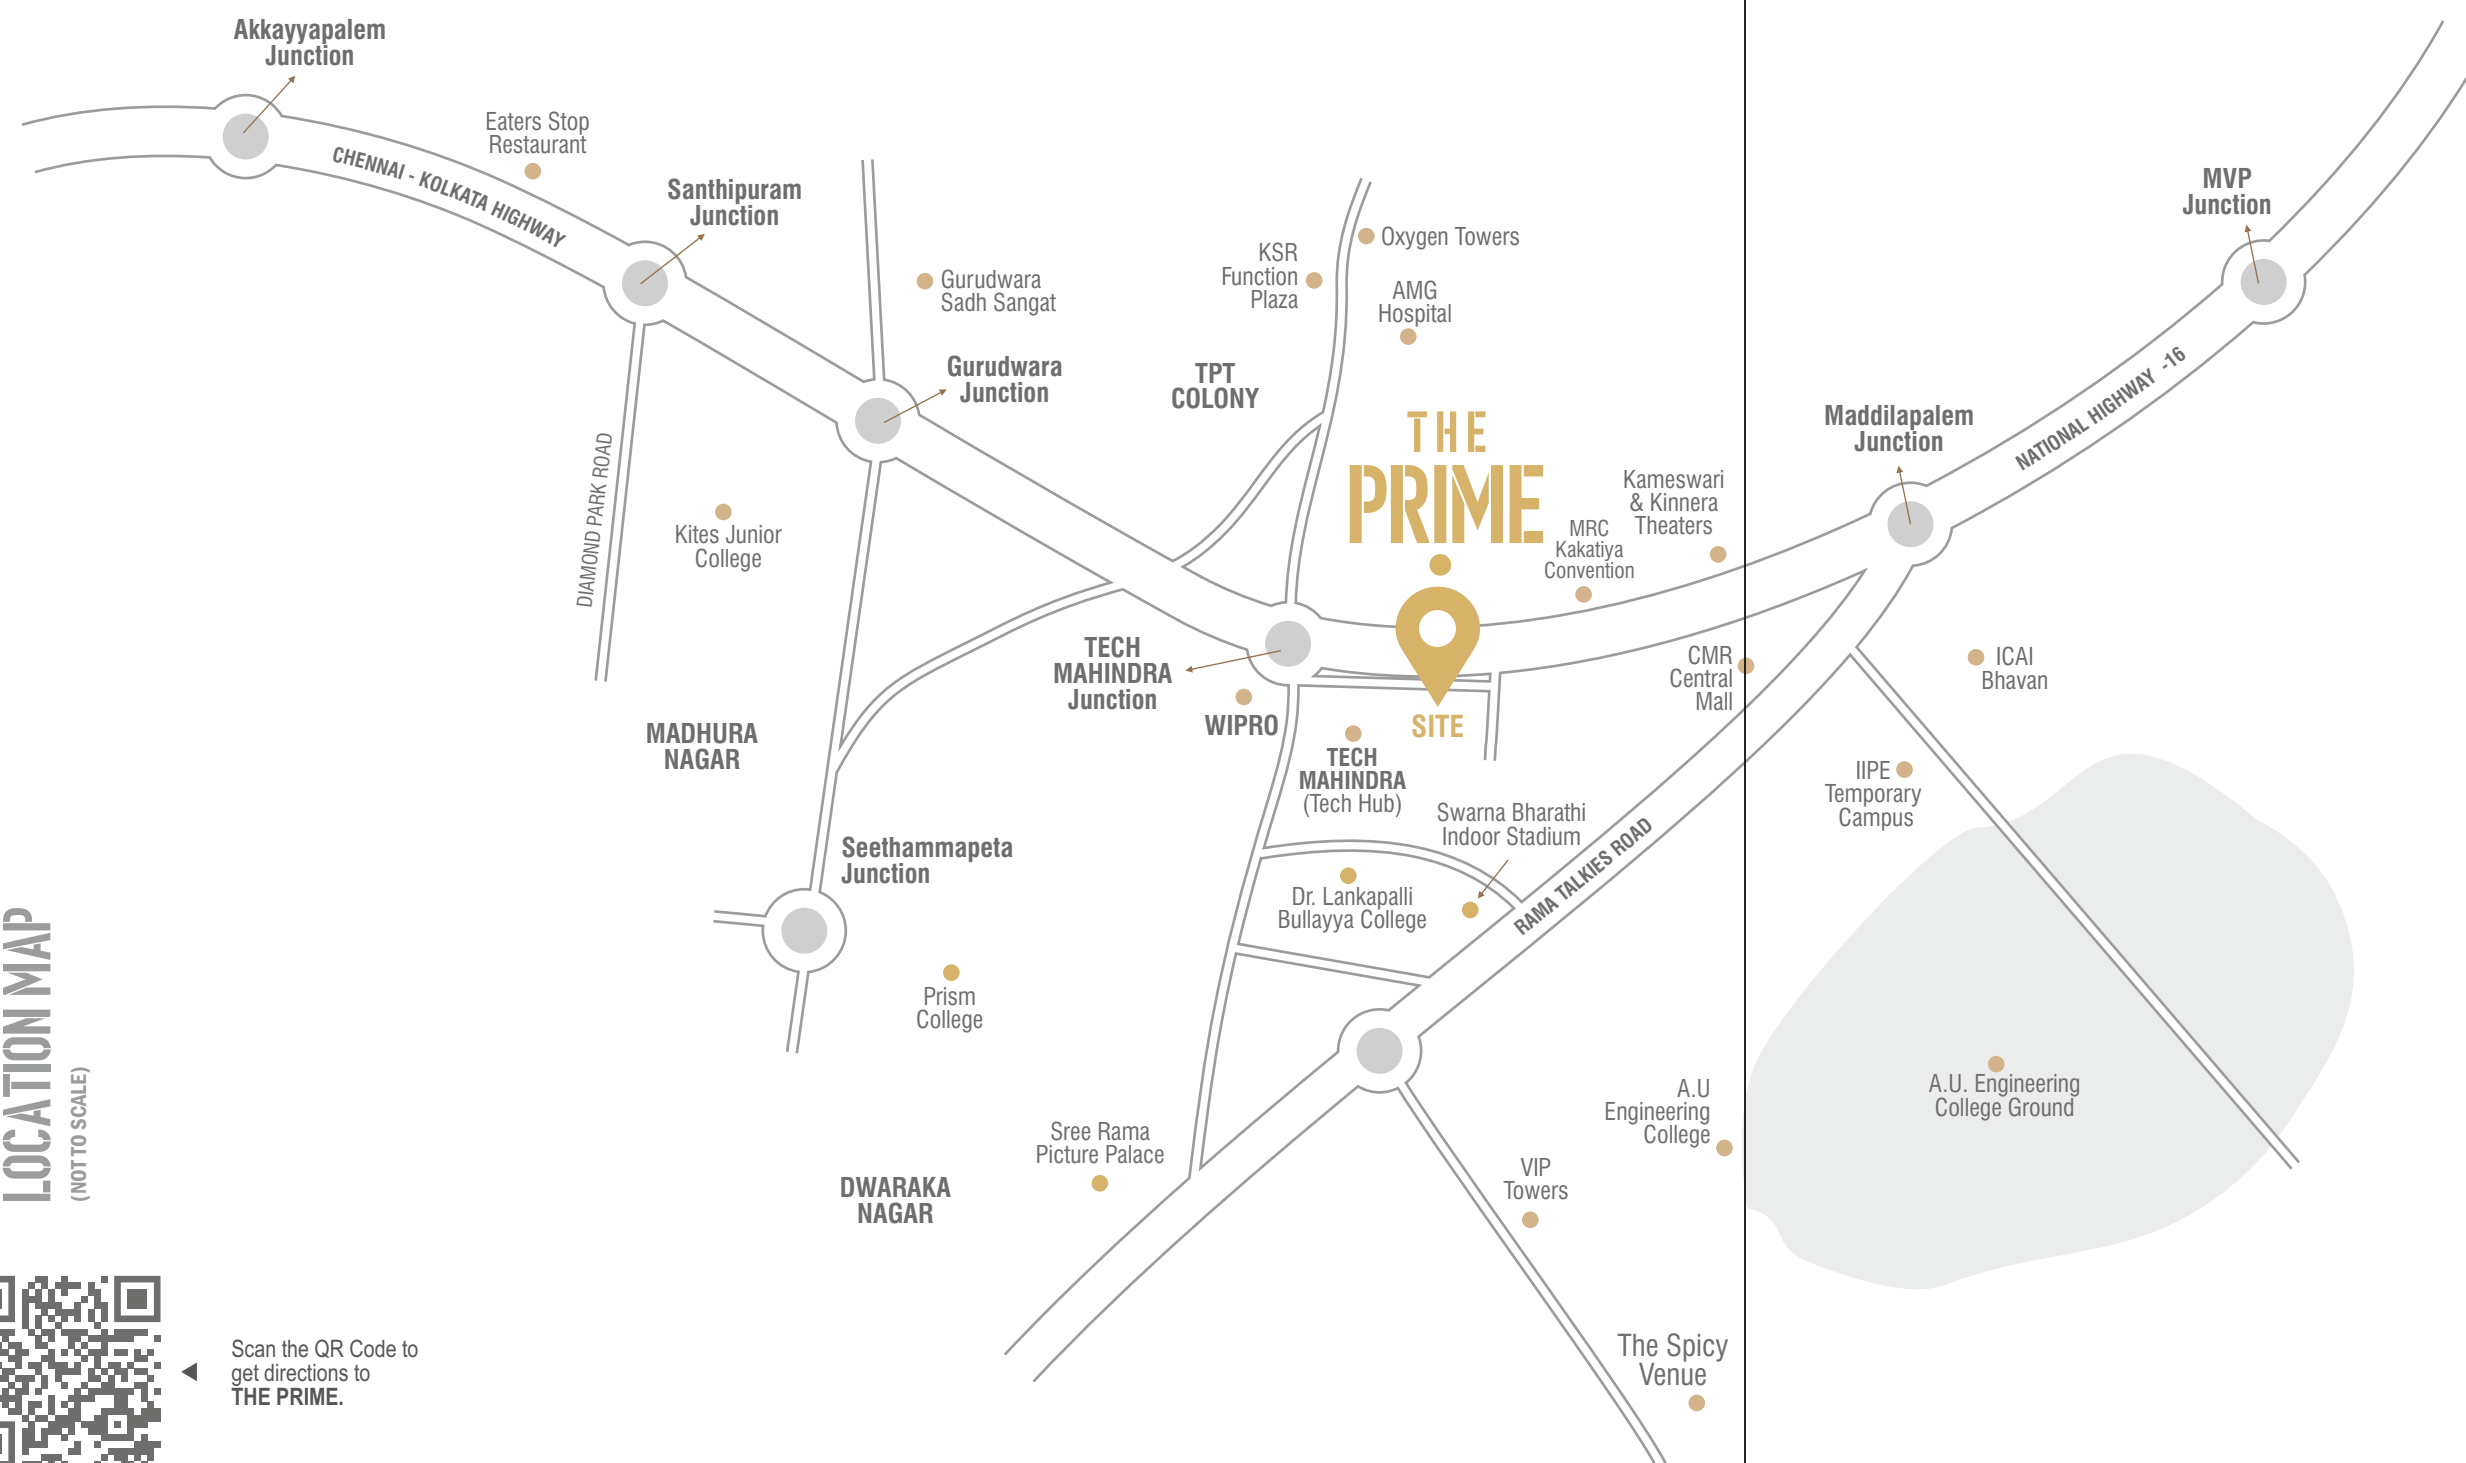 Akkayyapalem
Junction
Eaters Stop
Restaurant
CHENNAI - KOLKATA HIGHWAY
Santhipuram
Junction
Gurudwara
Sadh Sangat
Gurudwara
Junction
KSR
Function
Plaza
Oxygen Towers
AMG
Hospital
TPT
COLONY
MVP
Junction
NATIONAL HIGHWAY -16
Maddilapalem
Junction
THE
PRIME
Kameswari
& Kinnera
Theaters
MRC
Kakatiya
Convention
DIAMOND PARK ROAD
Kites Junior
College
TECH
MAHINDRA
Junction
WIPRO
SITE
CMR
Central
Mall
ICAI
Bhavan
MADHURA
NAGAR
TECH
MAHINDRA
(Tech Hub)
IIPE
Temporary
Campus
Swarna Bharathi
Indoor Stadium
Seethammapeta
Junction
Dr. Lankapalli
Bullayya College
RAMA TALKIES ROAD
Prism
College
A.U
Engineering
College
A.U. Engineering
College Ground
Sree Rama
Picture Palace
VIP
Towers
DWARAKA
NAGAR
The Spicy
Venue
LOCATION MAP
(NOT TO SCALE)
Scan the QR Code to
get directions to
THE PRIME.